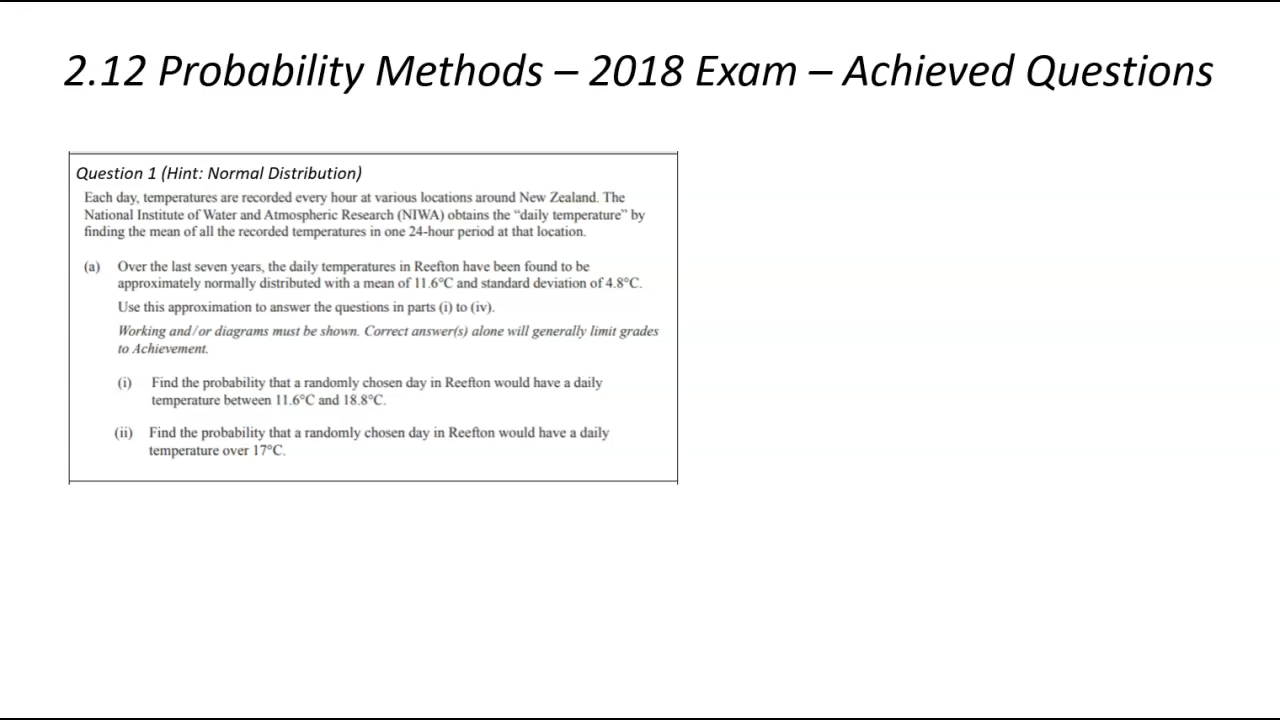 2.12 Probability Methods – 2018 Exam – Achieved Questions
Question 1 (Hint: Normal Distribution)
Each day, temperatures are recorded every hour at various locations around New Zealand. The
National Institute of Water and Atmospheric Research (NIWA) obtains the “daily temperature” by
finding the mean of all the recorded temperatures in one 24-hour period at that location.
(a) Over the last seven years, the daily temperatures in Reefton have been found to be
approximately normally distributed with a mean of 11.6°C and standard deviation of 4.8°C.
Use this approximation to answer the questions in parts (i) to (iv).
Working and/or diagrams must be shown. Correct answer(s) alone will generally limit grades
to Achievement.
(i) Find the probability that a randomly chosen day in Reefton would have a daily
temperature between 11.6°C and 18.8°C.
(ii) Find the probability that a randomly chosen day in Reefton would have a daily
temperature over 17°C.